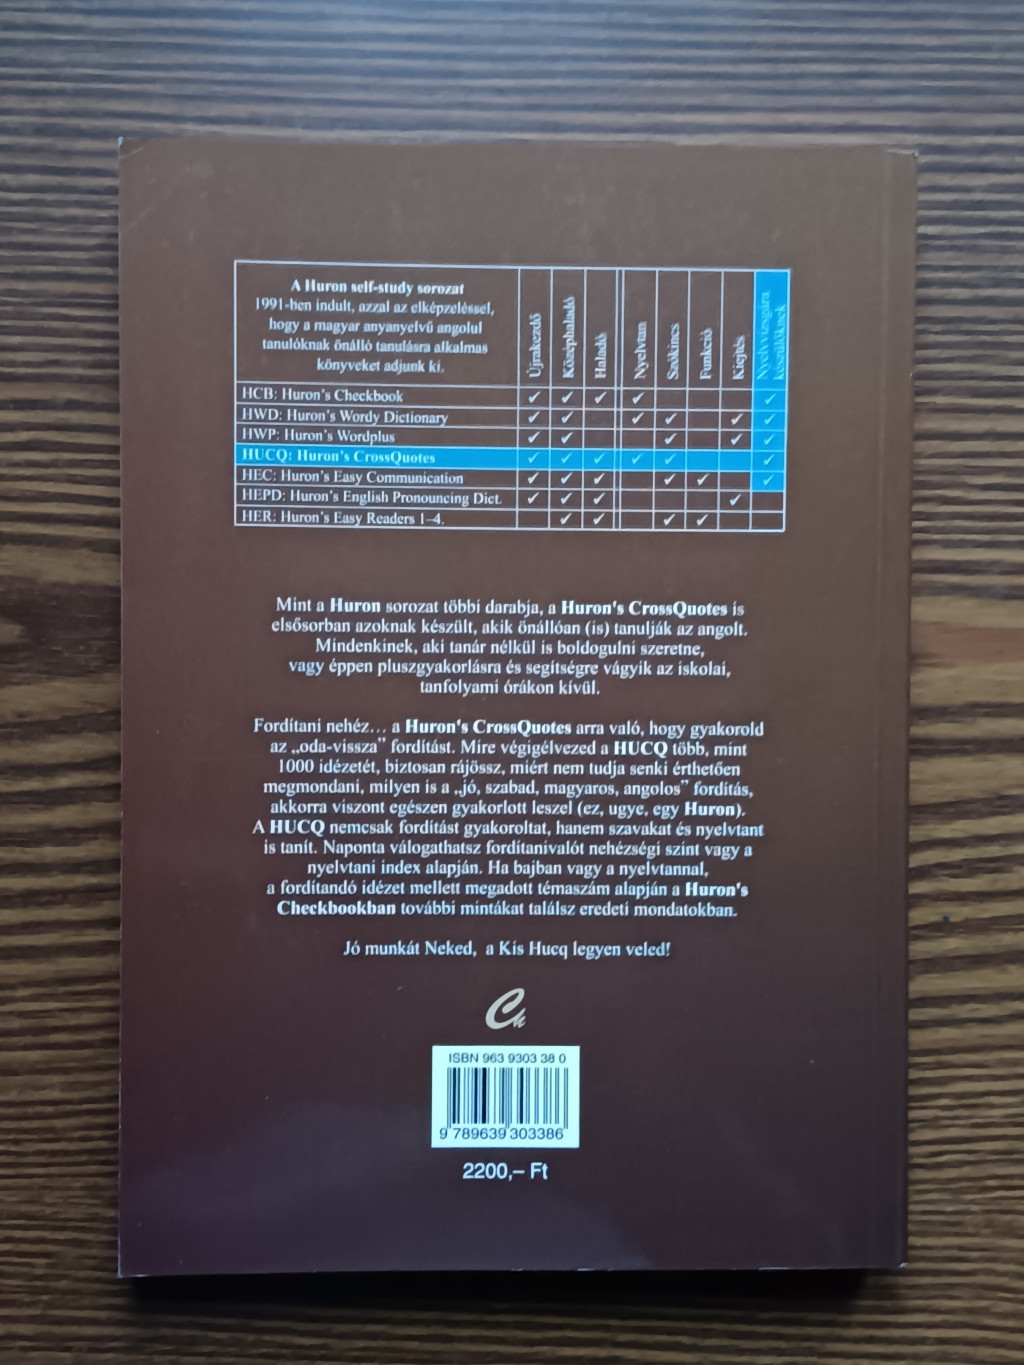 A Huron self-study sorozat
1991-ben indult, azzal az elképzeléssel,
hogy a magyar anyanyelvű angolul
tanulóknak önálló tanulásra alkalmas
könyveket adjunk ki.
Újrakezdő
Középhaladó
Haladó
Nyelvtan
Szókincs
Funkció
Kiejtés
Nyelvvizsgára
készülőknek
HCB: Huron's Checkbook ✓ ✓ ✓ ✓ ✓
HWD: Huron's Wordy Dictionary ✓ ✓ ✓ ✓ ✓ ✓
HWP: Huron's Wordplus ✓ ✓ ✓ ✓ ✓
HUCQ: Huron's CrossQuotes ✓ ✓ ✓ ✓ ✓ ✓
HEC: Huron's Easy Communication ✓ ✓ ✓ ✓ ✓ ✓
HEPD: Huron's English Pronouncing Dict. ✓ ✓ ✓ ✓
HER: Huron's Easy Readers 1–4. ✓ ✓ ✓ ✓
Mint a Huron sorozat többi darabja, a Huron's CrossQuotes is
elsősorban azoknak készült, akik önállóan (is) tanulják az angolt.
Mindenkinek, aki tanár nélkül is boldogulni szeretne,
vagy éppen pluszgyakorlásra és segítségre vágyik az iskolai,
tanfolyami órákon kívül.
Fordítani nehéz... a Huron's CrossQuotes arra való, hogy gyakorold
az „oda-vissza” fordítást. Mire végigélvezed a HUCQ több, mint
1000 idézetét, biztosan rájössz, miért nem tudja senki érthetően
megmondani, milyen is a „jó, szabad, magyaros, angolos” fordítás,
akkorra viszont egészen gyakorlott leszel (ez, ugye, egy Huron).
A HUCQ nemcsak fordítást gyakoroltat, hanem szavakat és nyelvtant
is tanít. Naponta válogathatsz fordítanivalót nehézségi szint vagy a
nyelvtani index alapján. Ha bajban vagy a nyelvtannal,
a fordítandó idézet mellett megadott témaszám alapján a Huron's
Checkbookban további mintákat találsz eredeti mondatokban.
Jó munkát Neked, a Kis Hucq legyen veled!
Ch
ISBN 963 9303 38 0
9 789639 303386
2200,– Ft